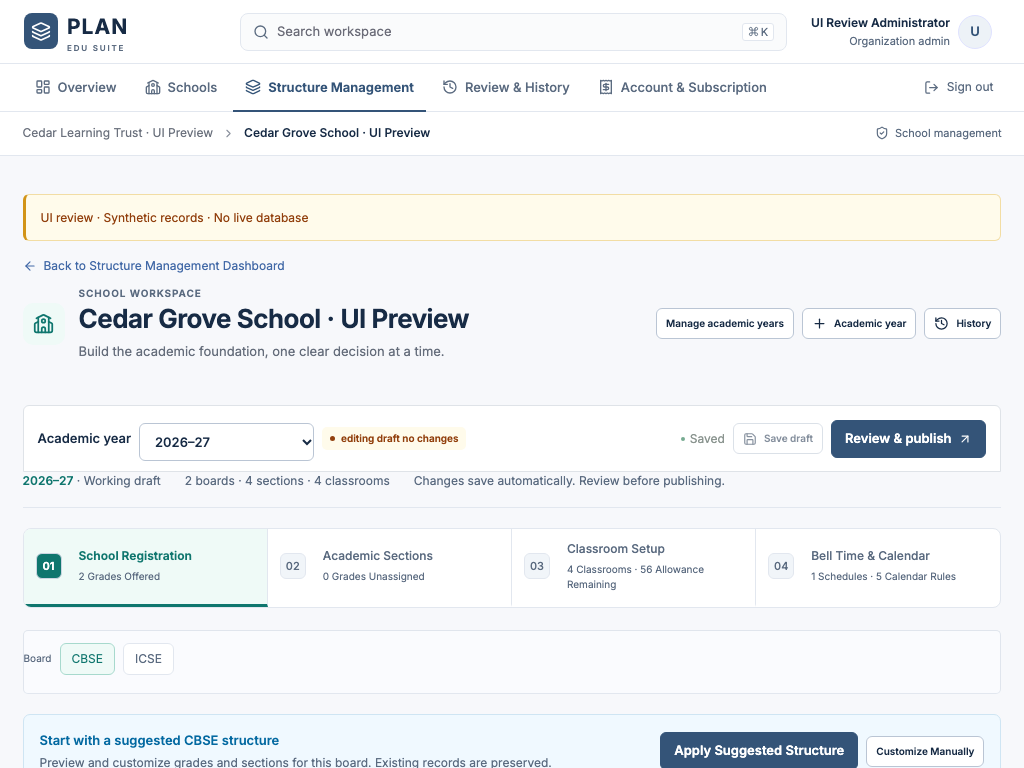 PLAN
EDU SUITE
Search workspace
⌘ K
UI Review Administrator
Organization admin
U
Overview
Schools
Structure Management
Review & History
Account & Subscription
Sign out
Cedar Learning Trust · UI Preview
Cedar Grove School · UI Preview
School management
UI review · Synthetic records · No live database
Back to Structure Management Dashboard
SCHOOL WORKSPACE
Cedar Grove School · UI Preview
Build the academic foundation, one clear decision at a time.
Manage academic years
Academic year
History
Academic year
2026–27
editing draft no changes
Saved
Save draft
Review & publish
2026–27 · Working draft
2 boards · 4 sections · 4 classrooms
Changes save automatically. Review before publishing.
01
School Registration
2 Grades Offered
02
Academic Sections
0 Grades Unassigned
03
Classroom Setup
4 Classrooms · 56 Allowance
Remaining
04
Bell Time & Calendar
1 Schedules · 5 Calendar Rules
Board
CBSE
ICSE
Start with a suggested CBSE structure
Preview and customize grades and sections for this board. Existing records are preserved.
Apply Suggested Structure
Customize Manually